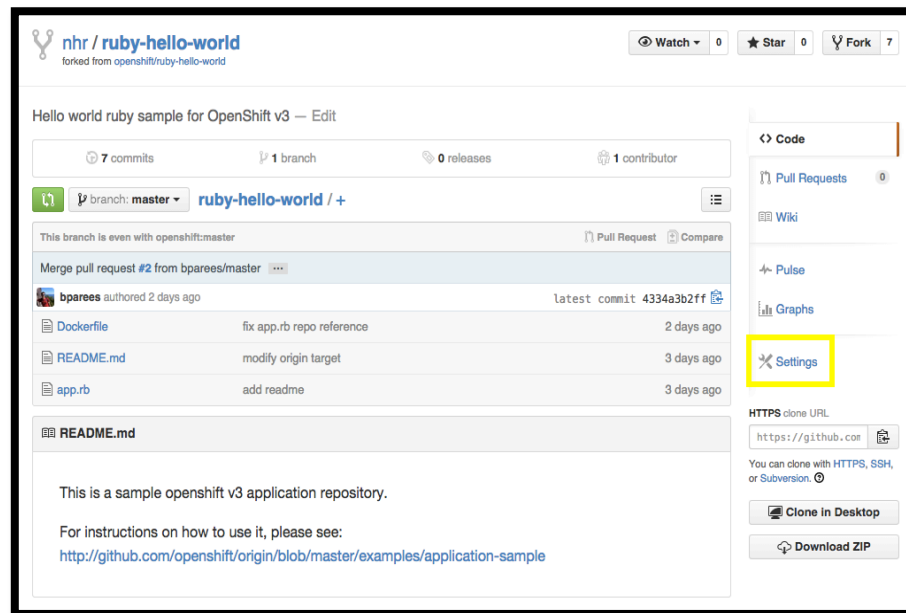 nhr / ruby-hello-world
forked from openshift/ruby-hello-world
Watch 0 Star 0 Fork 7
Hello world ruby sample for OpenShift v3 — Edit
7 commits 1 branch 0 releases 1 contributor
branch: master ruby-hello-world / +
This branch is even with openshift:master Pull Request Compare
Merge pull request #2 from bparees/master ...
bparees authored 2 days ago latest commit 4334a3b2ff
Dockerfile fix app.rb repo reference 2 days ago
README.md modify origin target 3 days ago
app.rb add readme 3 days ago
README.md
This is a sample openshift v3 application repository.
For instructions on how to use it, please see:
http://github.com/openshift/origin/blob/master/examples/application-sample
Code
Pull Requests 0
Wiki
Pulse
Graphs
Settings
HTTPS clone URL
https://github.com
You can clone with HTTPS, SSH,
or Subversion.
Clone in Desktop
Download ZIP